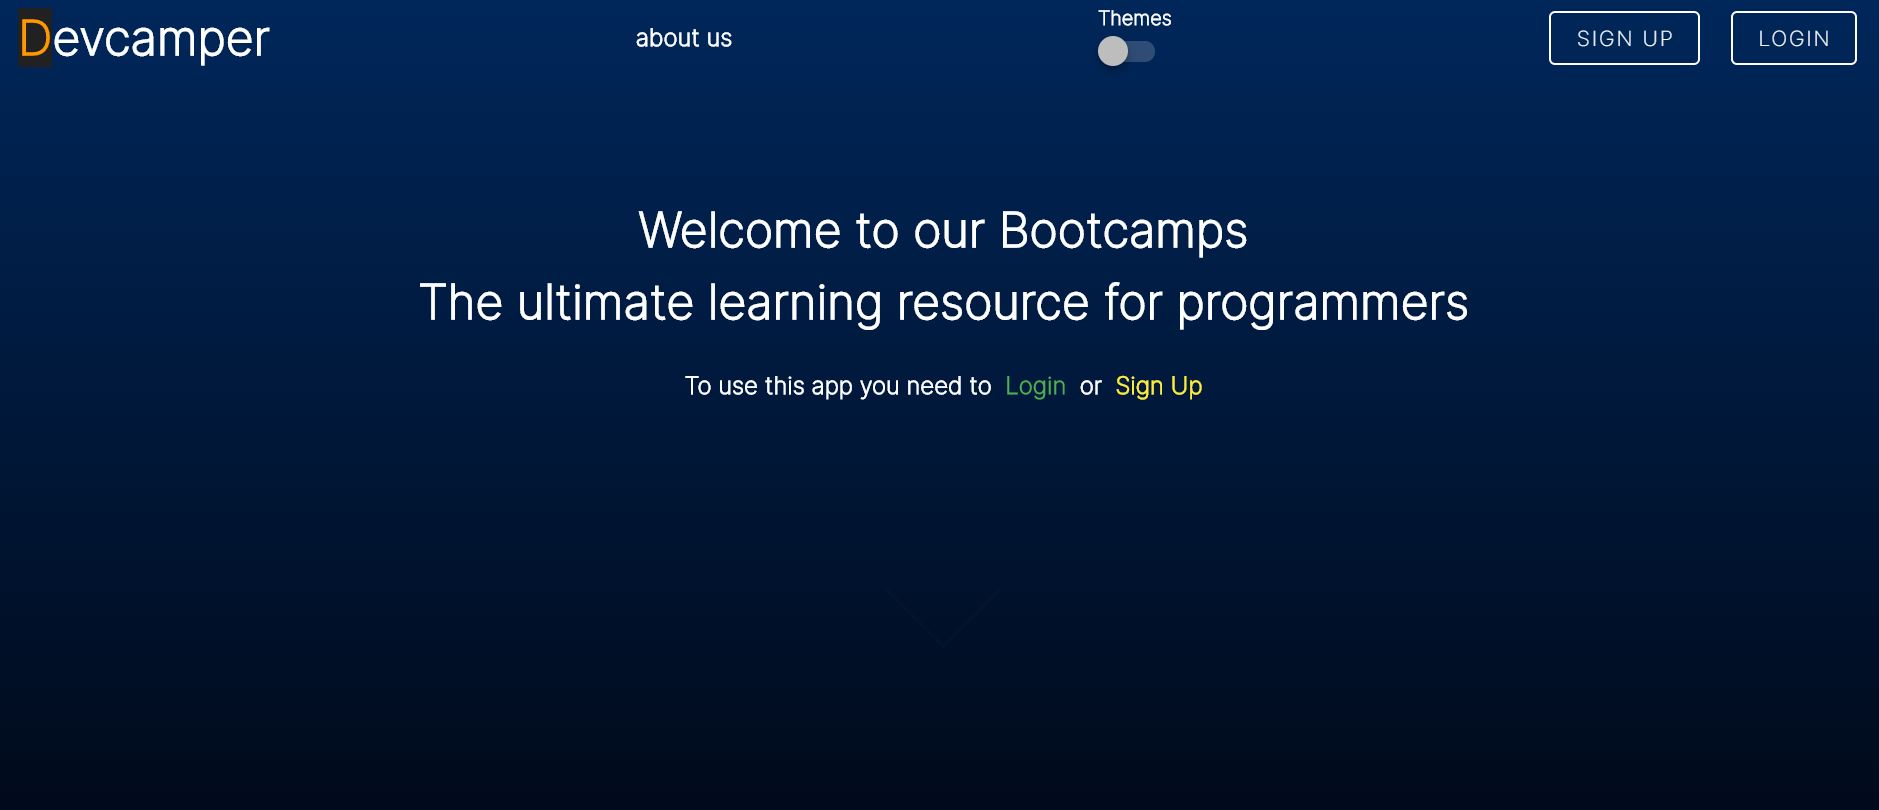 Devcamper
about us
Themes
SIGN UP
LOGIN
Welcome to our Bootcamps
The ultimate learning resource for programmers
To use this app you need to Login or Sign Up